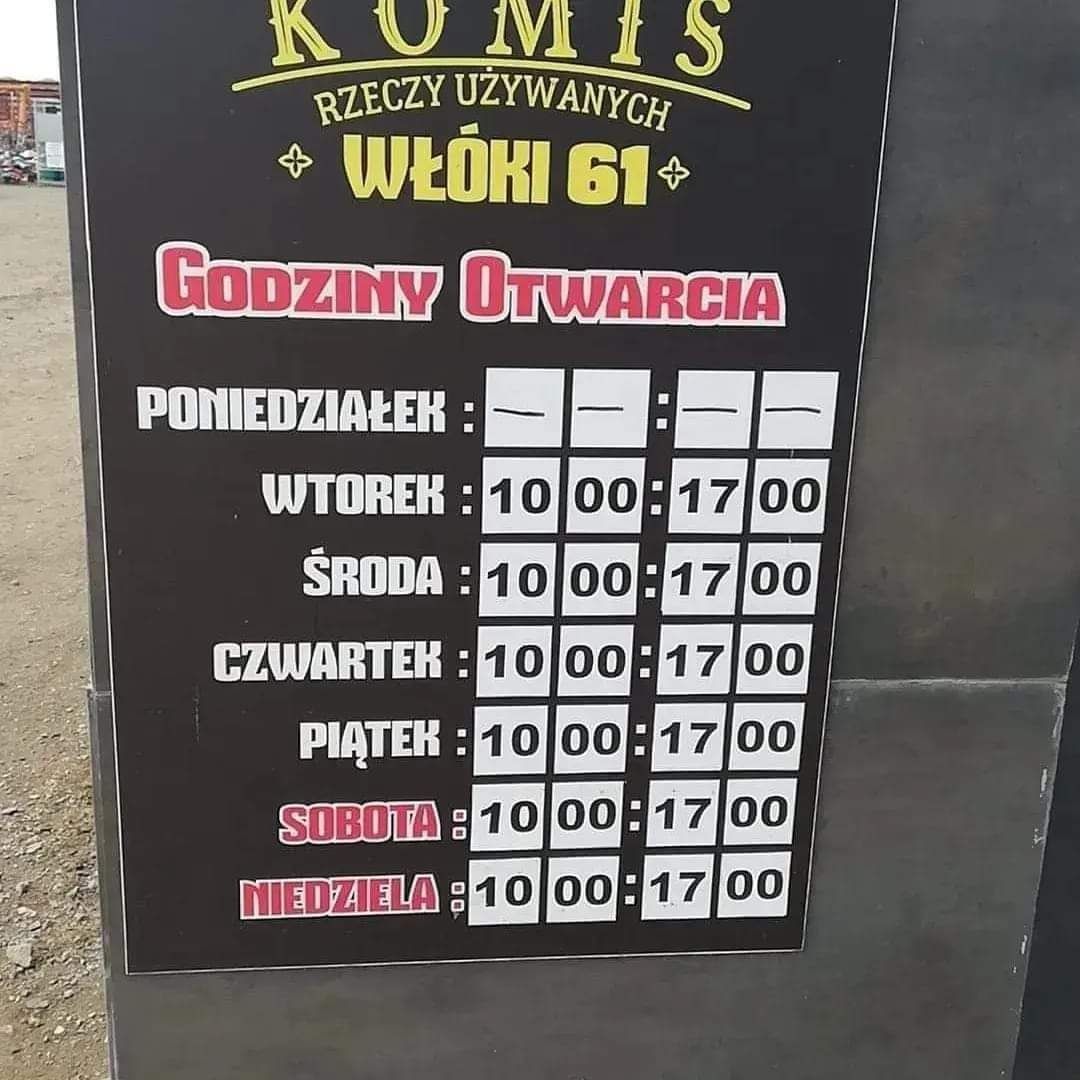 KOMIS
RZECZY UŻYWANYCH
WŁÓKI 61
GODZINY OTWARCIA
PONIEDZIAŁEK : — — : — —
WTOREK : 10 00 : 17 00
ŚRODA : 10 00 : 17 00
CZWARTEK : 10 00 : 17 00
PIĄTEK : 10 00 : 17 00
SOBOTA : 10 00 : 17 00
NIEDZIELA : 10 00 : 17 00